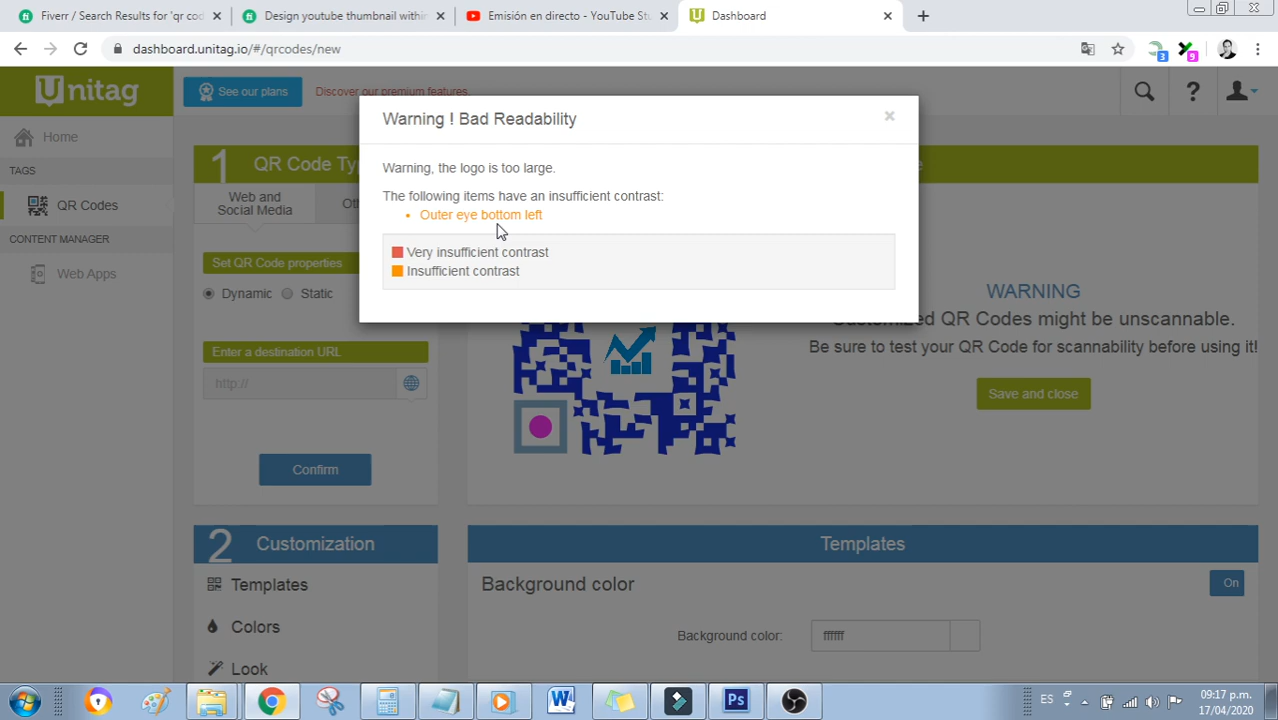 Fiverr / Search Results for 'qr cod
Design youtube thumbnail within
Emisión en directo - YouTube Stu
Dashboard
dashboard.unitag.io/#/qrcodes/new
3
9
Unitag
See our plans
Discover our premium features.
Home
TAGS
QR Codes
CONTENT MANAGER
Web Apps
1 QR Code Ty
Web and
Social Media
Ot
Set QR Code properties
Dynamic
Static
Enter a destination URL
http://
Confirm
Warning ! Bad Readability
×
Warning, the logo is too large.
The following items have an insufficient contrast:
• Outer eye bottom left
Very insufficient contrast
Insufficient contrast
WARNING
Customized QR Codes might be unscannable.
Be sure to test your QR Code for scannability before using it!
Save and close
2 Customization
Templates
Colors
Look
Templates
Background color
On
Background color:
ffffff
W
Ps
ES
09:17 p.m.
17/04/2020